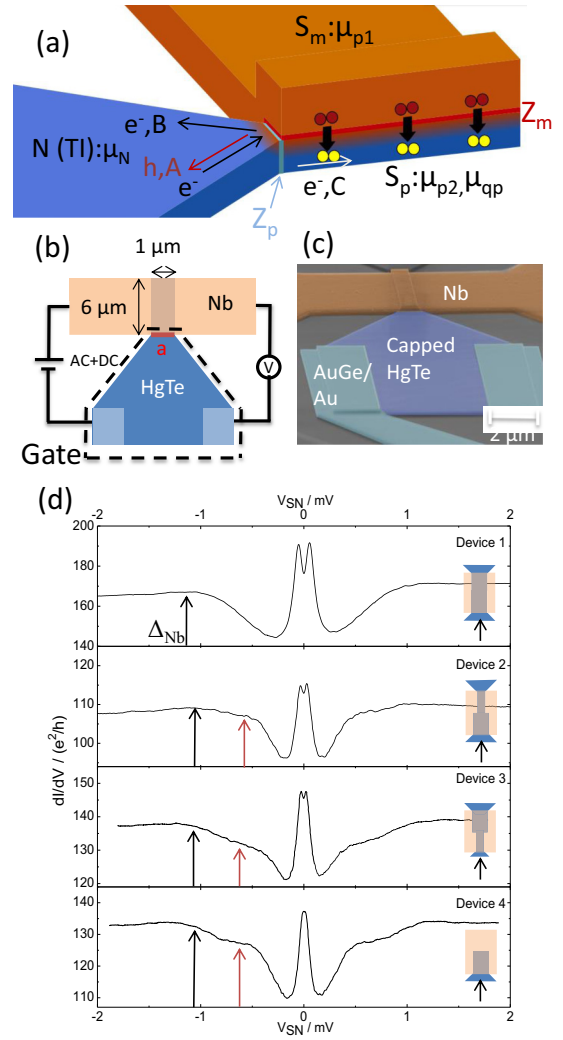 (a)
S_m:μ_p1
e⁻,B
N (TI):μ_N
h,A
e⁻
Z_m
e⁻,C
S_p:μ_p2,μ_qp
Z_p
(b)
1 μm
6 μm
Nb
a
AC+DC
V
HgTe
Gate
(c)
Nb
Capped
HgTe
AuGe/
Au
2 μm
(d)
V_SN / mV
-2 -1 0 1 2
200
180
160
140
Device 1
Δ_Nb
110
100
Device 2
150
140
130
120
Device 3
140
130
120
110
Device 4
dI/dV / (e²/h)
-2 -1 0 1 2
V_SN / mV